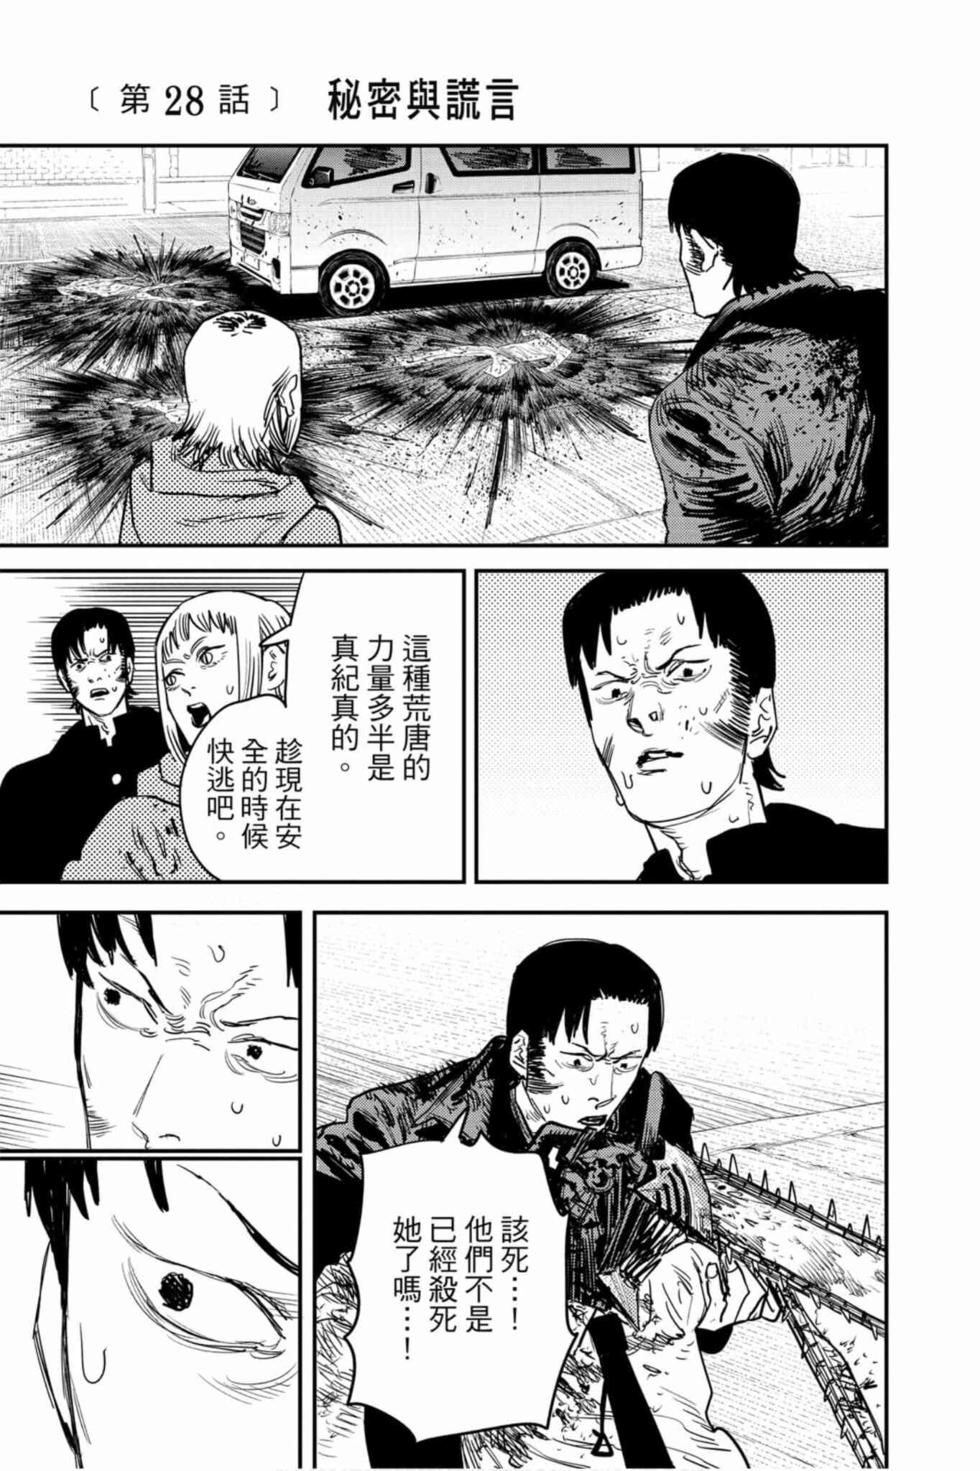 〔第28話〕 秘密與謊言
這種荒唐的
力量多半是
真紀真的。
趁現在安
全的時候
快逃吧。
該死…！
他們不是
已經殺死
她了嗎…！